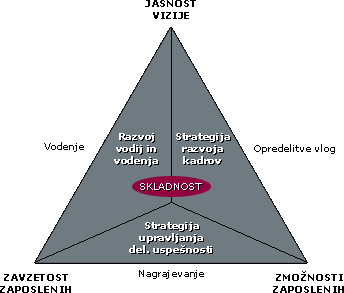 JASNOST
VIZIJE
Razvoj
vodij in
vodenja
Strategija
razvoja
kadrov
Vodenje
Opredelitve vlog
SKLADNOST
Strategija
upravljanja
del. uspešnosti
Nagrajevanje
ZAVZETOST
ZAPOSLENIH
ZMOŽNOSTI
ZAPOSLENIH